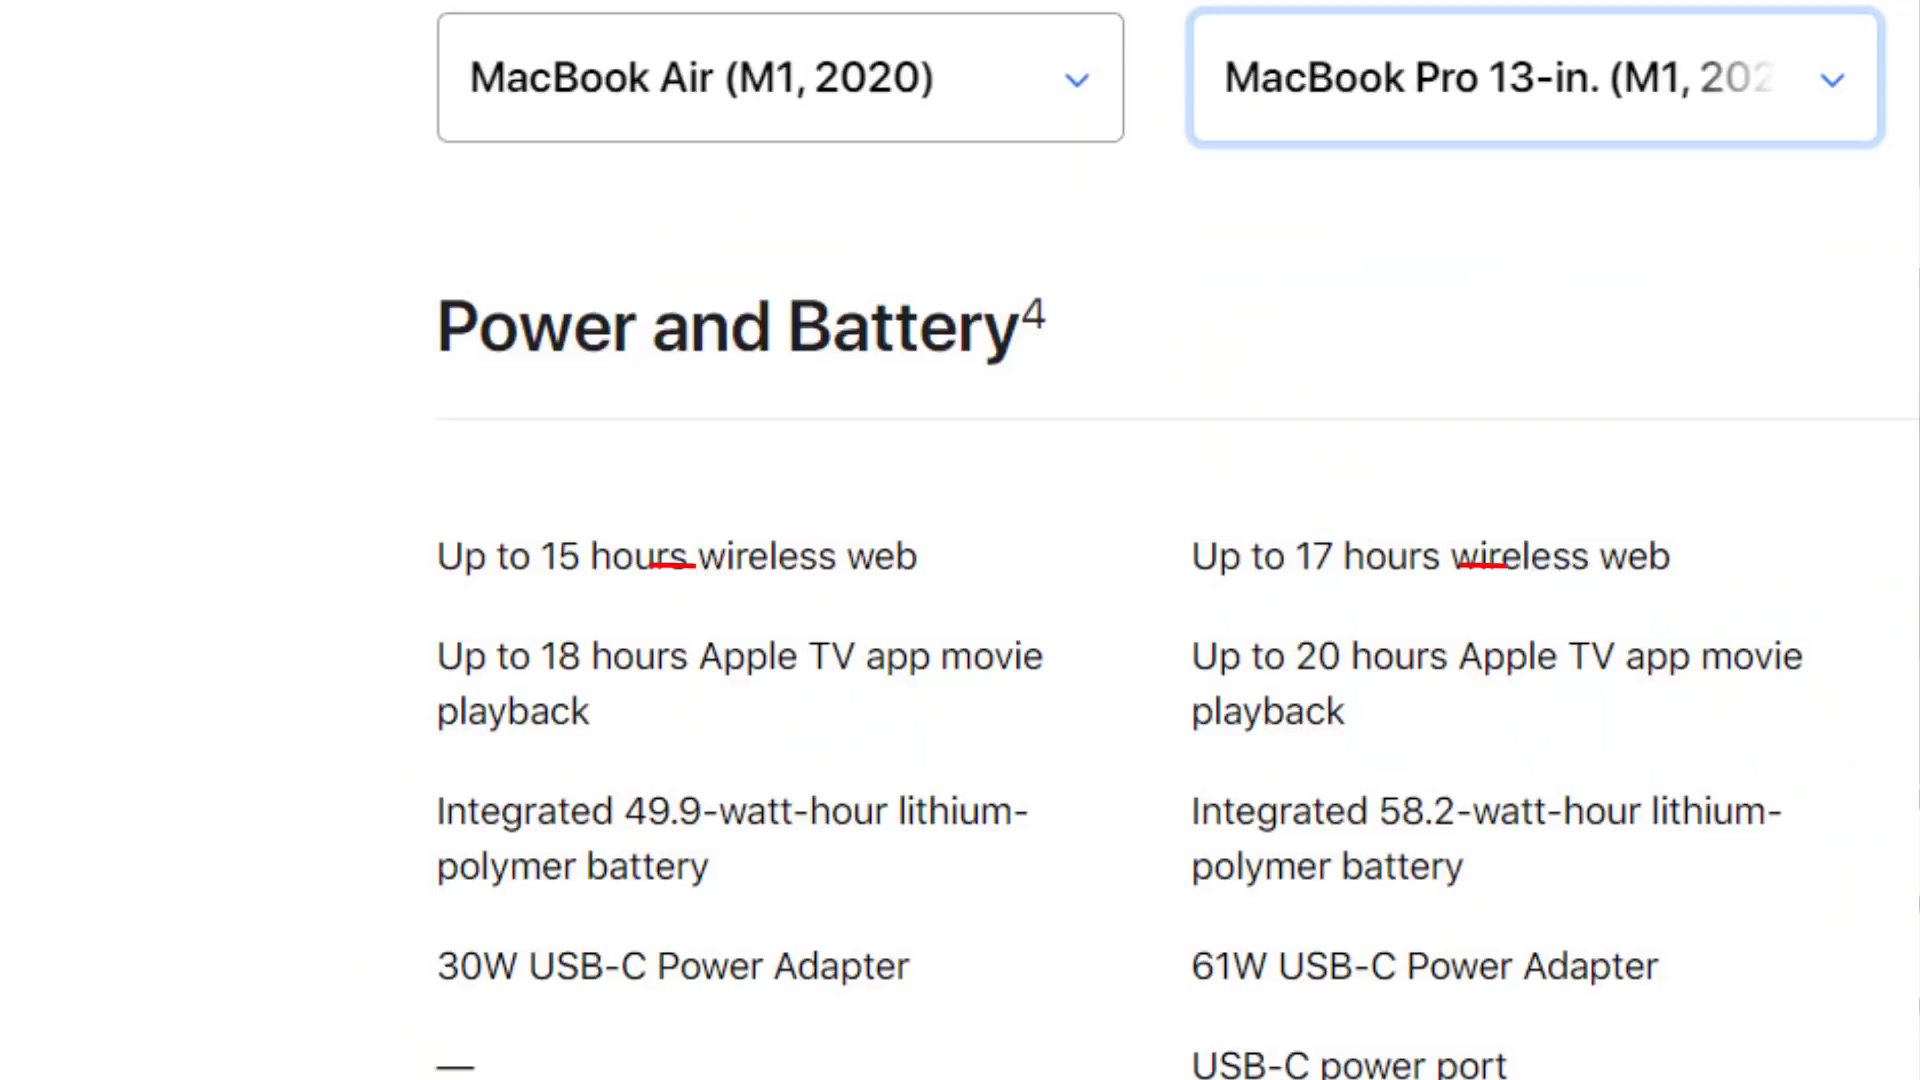 MacBook Air (M1, 2020)
MacBook Pro 13-in. (M1, 202
Power and Battery4
Up to 15 hours wireless web
Up to 17 hours wireless web
Up to 18 hours Apple TV app movie
playback
Up to 20 hours Apple TV app movie
playback
Integrated 49.9-watt-hour lithium-
polymer battery
Integrated 58.2-watt-hour lithium-
polymer battery
30W USB-C Power Adapter
61W USB-C Power Adapter
—
USB-C power port